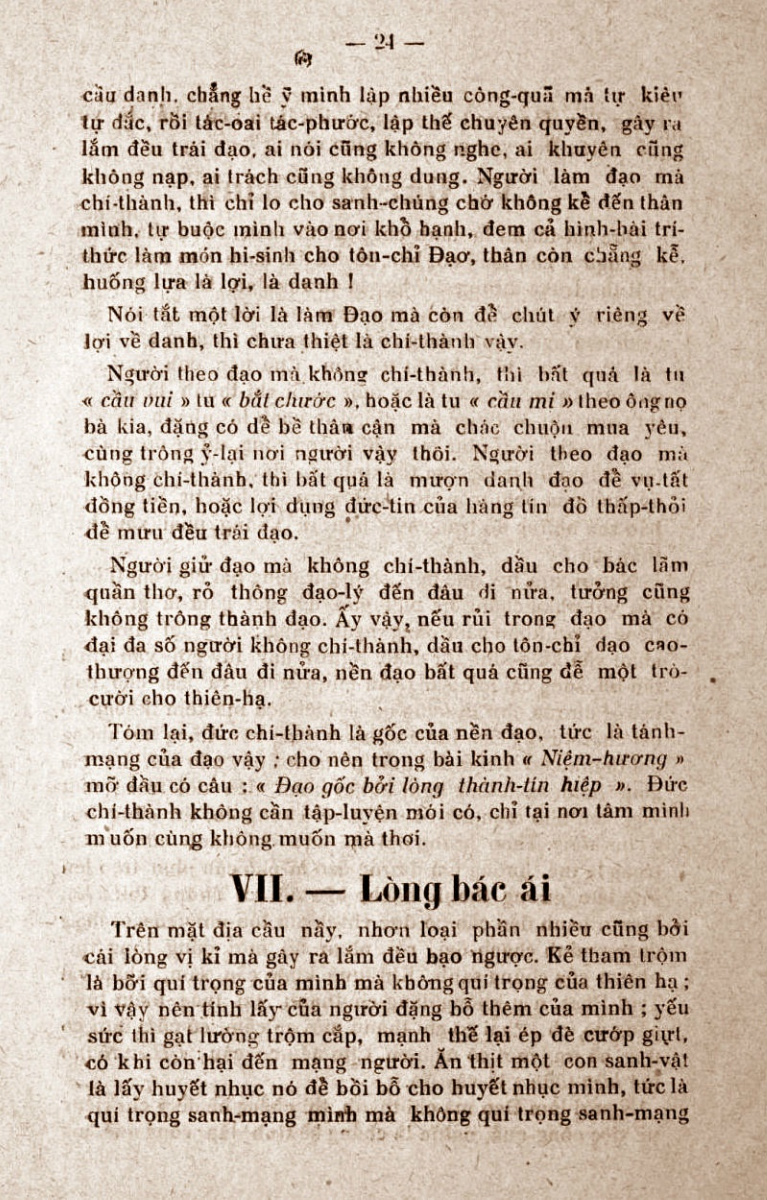 — 24 —
cầu danh, chẳng hề ỷ mình lập nhiều công-quả mà tự kiêu
tự đắc, rồi tác-oai tác-phước, lập thế chuyên quyền, gây ra
lắm đều trái đạo, ai nói cũng không nghe, ai khuyên cũng
không nạp, ai trách cũng không dung. Người làm đạo mà
chí-thành, thì chỉ lo cho sanh-chúng chớ không kể đến thân
mình, tự buộc mình vào nơi khổ hạnh, đem cả hình-hài trí-
thức làm món hi-sinh cho tôn-chỉ Đạo, thân còn chẳng kể,
huống lựa là lợi, là danh !
Nói tắt một lời là làm Đạo mà còn để chút ý riêng về
lợi về danh, thì chưa thiệt là chí-thành vậy.
Người theo đạo mà không chí-thành, thì bất quá là tu
« cầu vui » tu « bắt chước », hoặc là tu « cầu mị » theo ông nọ
bà kia, đặng có dễ bề thân cận mà chác chuộn mua yêu,
cùng trông ỷ-lại nơi người vậy thôi. Người theo đạo mà
không chí-thành, thì bất quá là mượn danh đạo để vụ-tất
đồng tiền, hoặc lợi dụng đức-tin của hàng tín đồ thấp-thỏi
để mưu đều trái đạo.
Người giử đạo mà không chí-thành, dầu cho bác lãm
quần thơ, rỏ thông đạo-lý đến đâu đi nửa, tưởng cũng
không trông thành đạo. Ấy vậy, nếu rủi trong đạo mà có
đại đa số người không chí-thành, dầu cho tôn-chỉ đạo cao-
thượng đến đâu đi nửa, nền đạo bất quá cũng để một trò-
cười cho thiên-hạ.
Tóm lại, đức chí-thành là gốc của nền đạo, tức là tánh-
mạng của đạo vậy ; cho nên trong bài kinh « Niệm-hương »
mỡ đầu có câu : « Đạo gốc bởi lòng thành-tín hiệp ». Đức
chí-thành không cần tập-luyện mới có, chỉ tại nơi tâm mình
muốn cùng không muốn mà thơi.
VII. — Lòng bác ái
Trên mặt địa cầu nầy, nhơn loại phần nhiều cũng bởi
cái lòng vị kỉ mà gây ra lắm đều bạo ngược. Kẻ tham trộm
là bỡi quí trọng của mình mà không quí trọng của thiên hạ ;
vì vậy nên tính lấy của người đặng bổ thêm của mình ; yếu
sức thì gạt lường trộm cắp, mạnh thế lại ép đè cướp giựt,
có khi còn hại đến mạng người. Ăn thịt một con sanh-vật
là lấy huyết nhục nó để bồi bổ cho huyết nhục mình, tức là
quí trọng sanh-mạng mình mà không quí trọng sanh-mạng